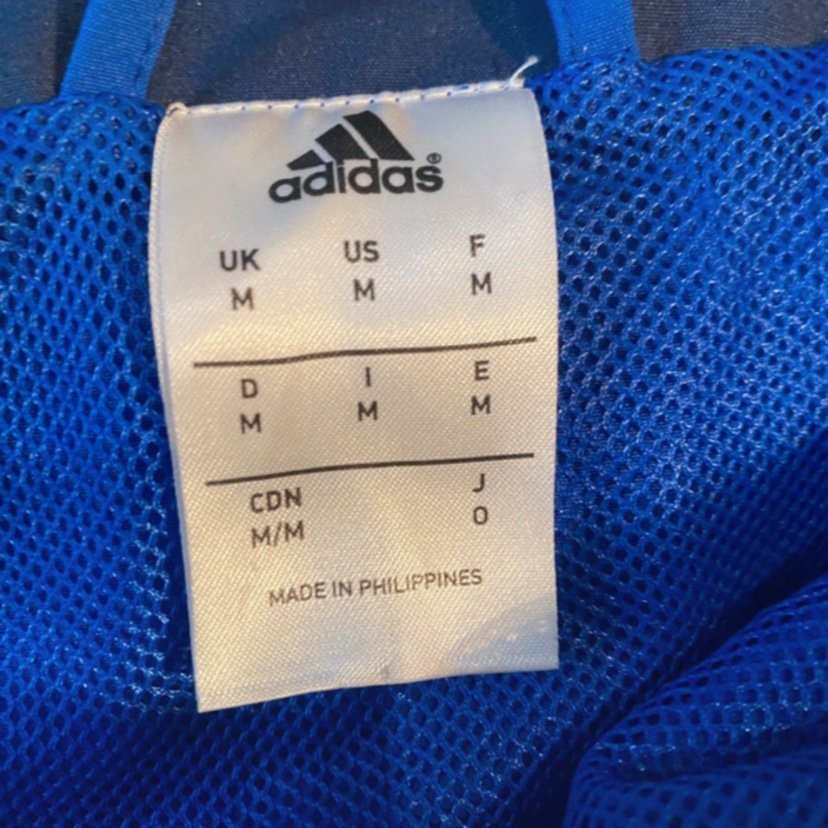 adidas®
UK US F
M M M
D I E
M M M
CDN J
M/M O
MADE IN PHILIPPINES